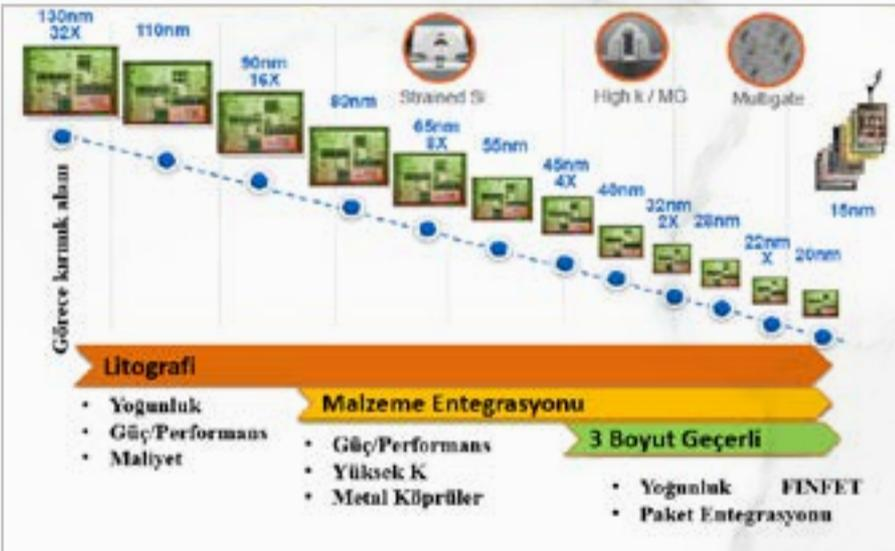 130nm
32X
110nm
90nm
16X
80nm
65nm
8X
55nm
45nm
4X
40nm
32nm
2X
28nm
22nm
X
20nm
15nm
Strained Si
High k / MG
Multigate
Görece kırmık alanı
Litografi
• Yoğunluk
• Güç/Performans
• Maliyet
Malzeme Entegrasyonu
• Güç/Performans
• Yüksek K
• Metal Köprüler
3 Boyut Geçerli
• Yoğunluk FINFET
• Paket Entegrasyonu